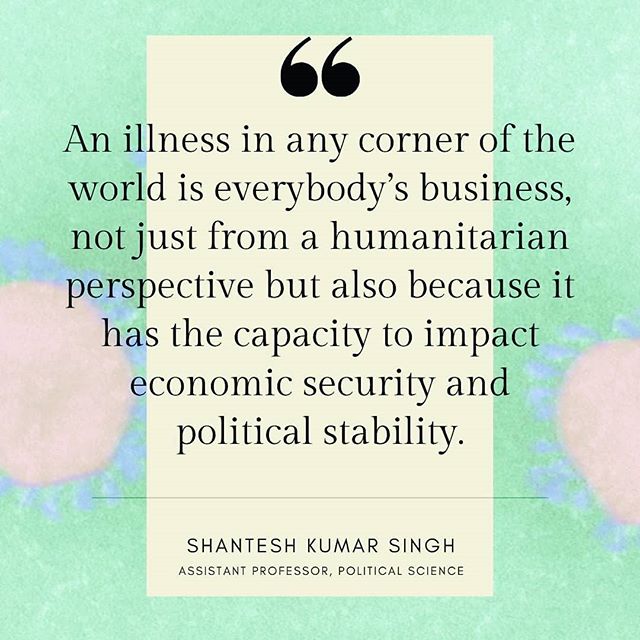 ❝
An illness in any corner of the
world is everybody’s business,
not just from a humanitarian
perspective but also because it
has the capacity to impact
economic security and
political stability.
SHANTESH KUMAR SINGH
ASSISTANT PROFESSOR, POLITICAL SCIENCE